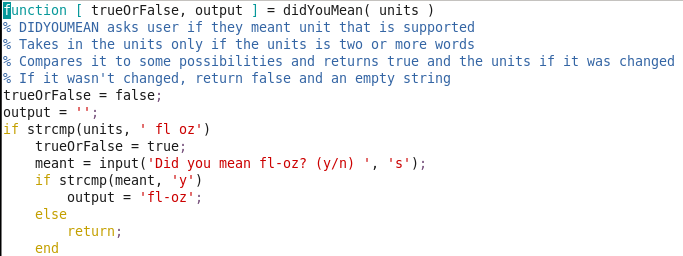 function [ trueOrFalse, output ] = didYouMean( units )
% DIDYOUMEAN asks user if they meant unit that is supported
% Takes in the units only if the units is two or more words
% Compares it to some possibilities and returns true and the units if it was changed
% If it wasn't changed, return false and an empty string
trueOrFalse = false;
output = '';
if strcmp(units, ' fl oz')
    trueOrFalse = true;
    meant = input('Did you mean fl-oz? (y/n) ', 's');
    if strcmp(meant, 'y')
        output = 'fl-oz';
    else
        return;
    end